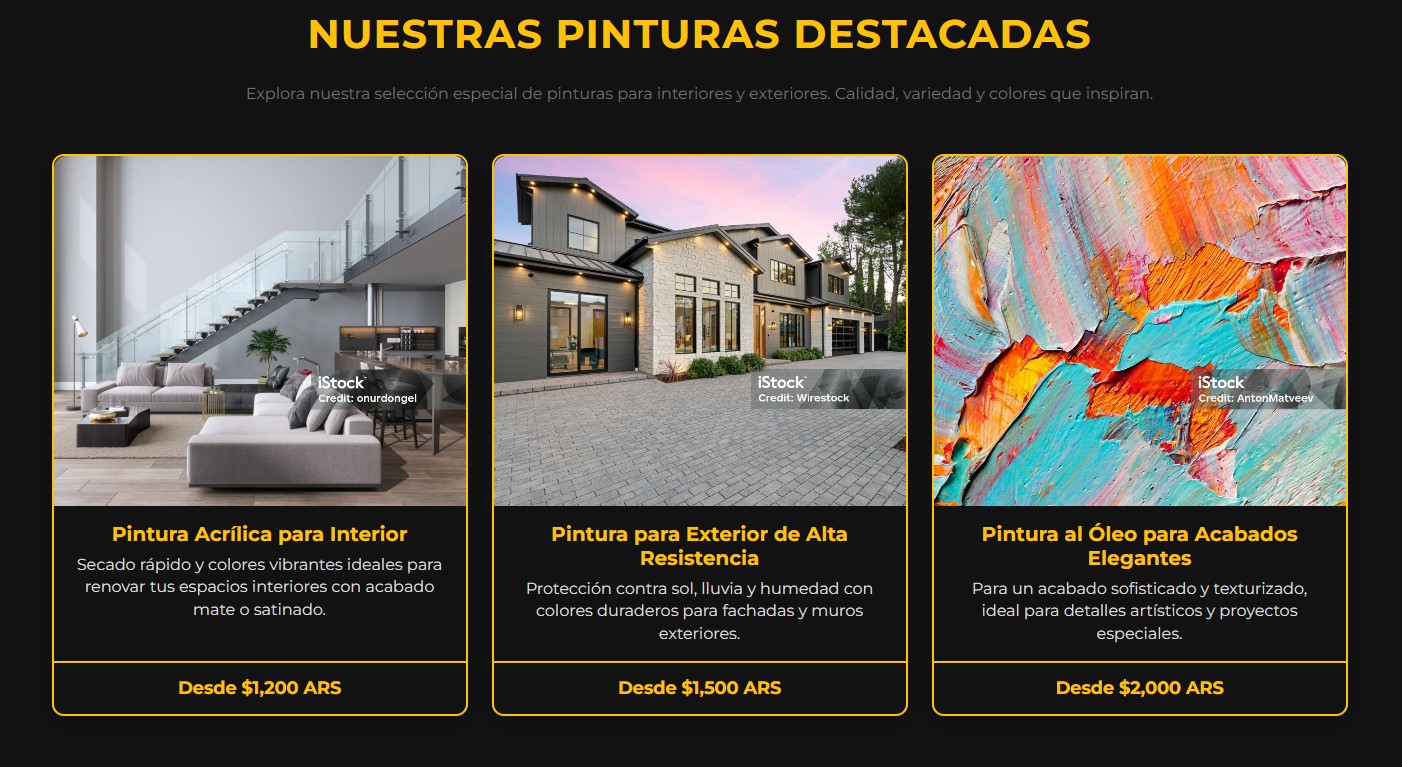 NUESTRAS PINTURAS DESTACADAS
Explora nuestra selección especial de pinturas para interiores y exteriores. Calidad, variedad y colores que inspiran.
iStock
Credit: onurdongel
Pintura Acrílica para Interior
Secado rápido y colores vibrantes ideales para
renovar tus espacios interiores con acabado
mate o satinado.
Desde $1,200 ARS
iStock
Credit: Wirestock
Pintura para Exterior de Alta
Resistencia
Protección contra sol, lluvia y humedad con
colores duraderos para fachadas y muros
exteriores.
Desde $1,500 ARS
iStock
Credit: AntonMatveev
Pintura al Óleo para Acabados
Elegantes
Para un acabado sofisticado y texturizado,
ideal para detalles artísticos y proyectos
especiales.
Desde $2,000 ARS